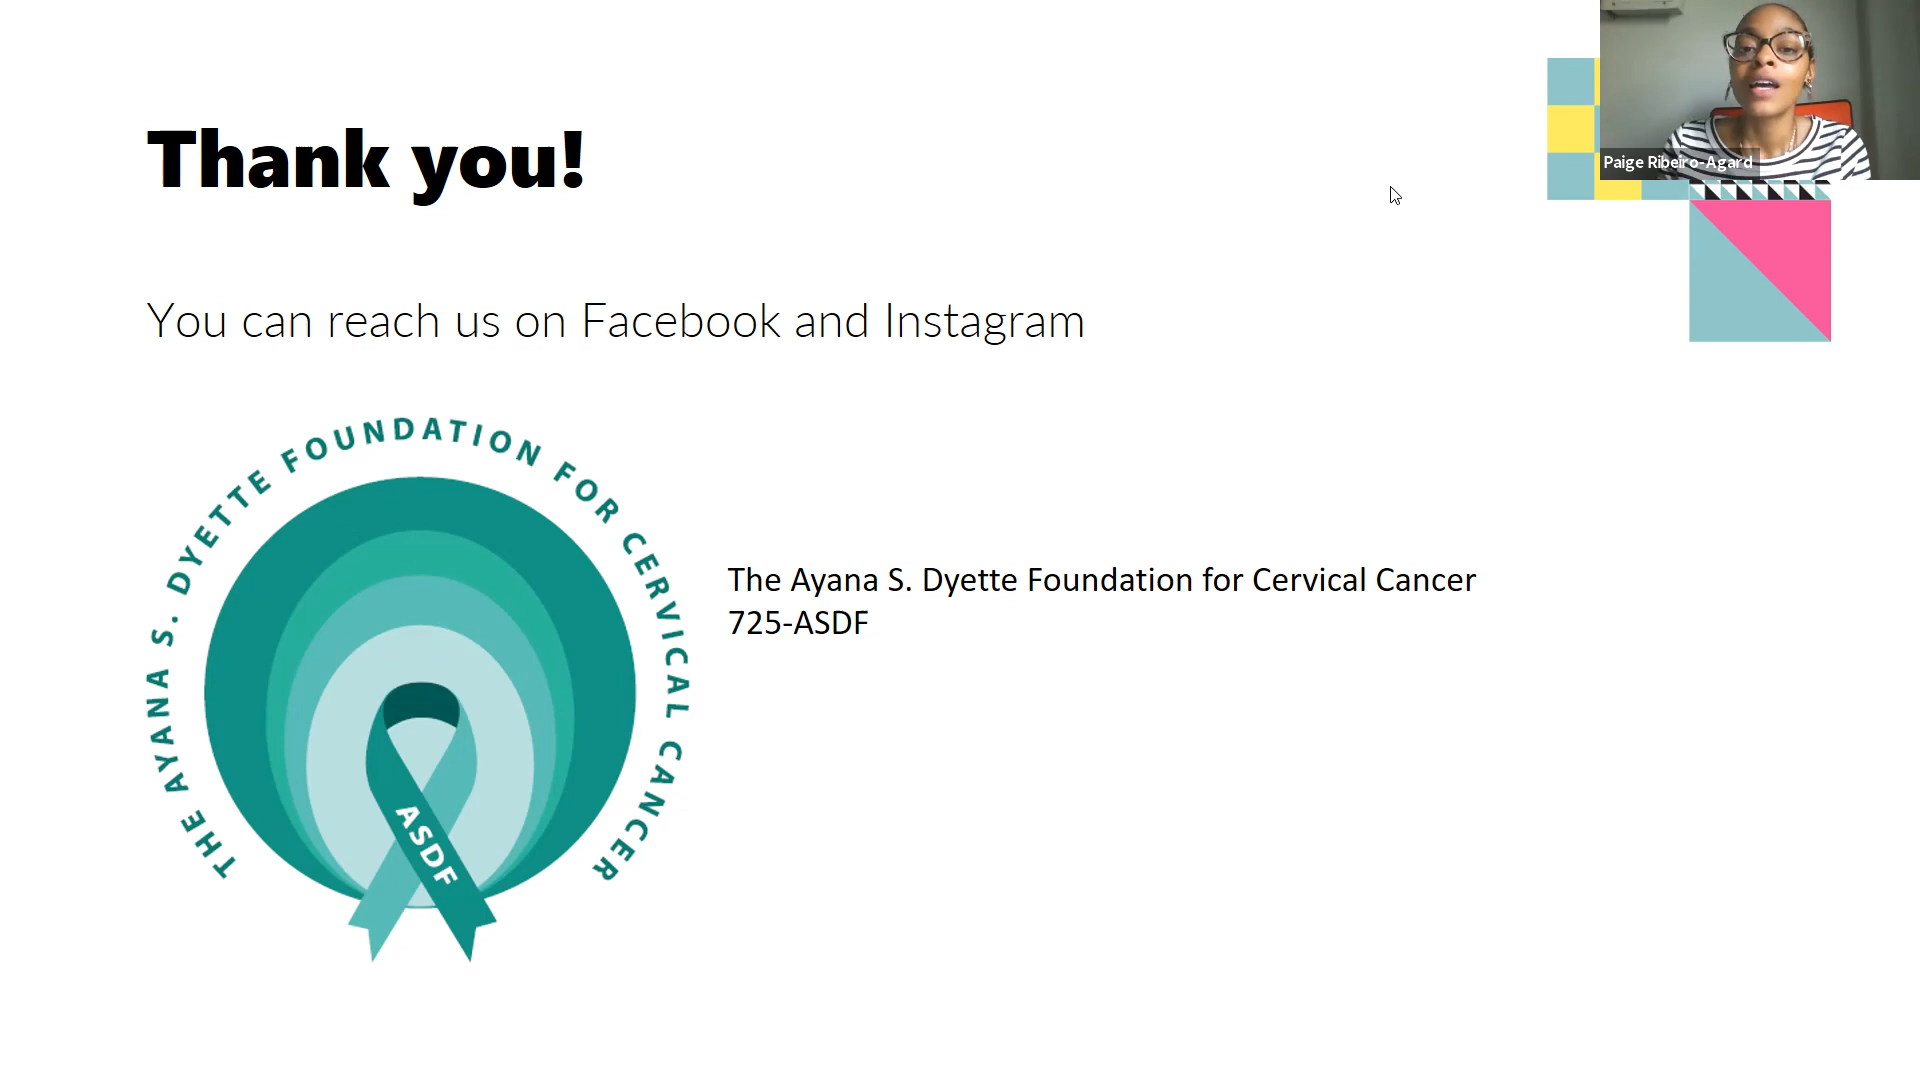 Thank you!
Paige Ribeiro-Agard
You can reach us on Facebook and Instagram
THE AYANA S. DYETTE FOUNDATION FOR CERVICAL CANCER
ASDF
The Ayana S. Dyette Foundation for Cervical Cancer
725-ASDF